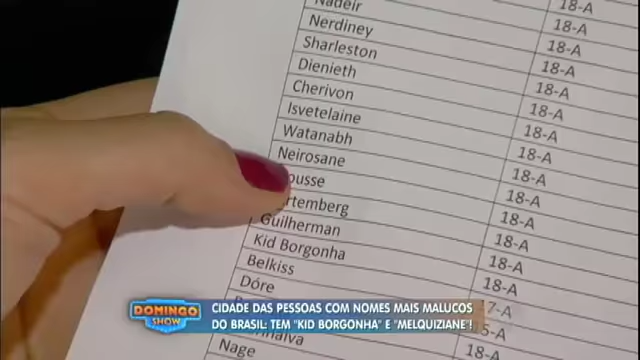 Nadeir 18-A
Nerdiney 18-A
Sharleston 18-A
Dienieth 18-A
Cherivon 18-A
Isvetelaine 18-A
Watanabh 18-A
Neirosane 18-A
18-A
18-A
Guilherman 18-A
Kid Borgonha 18-A
Belkiss 18-A
Dóre
Nage 18-A
DOMINGO
SHOW
CIDADE DAS PESSOAS COM NOMES MAIS MALUCOS
DO BRASIL: TEM "KID BORGONHA" E "MELQUIZIANE"!